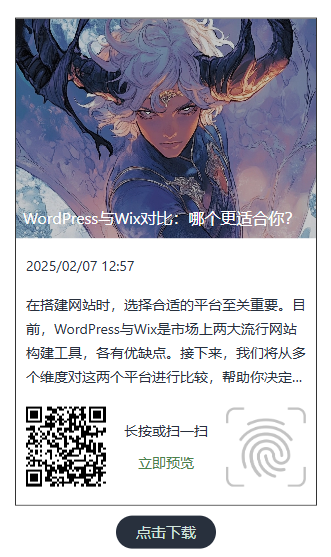 WordPress与Wix对比：哪个更适合你？
2025/02/07 12:57
在搭建网站时，选择合适的平台至关重要。目
前，WordPress与Wix是市场上两大流行网站
构建工具，各有优缺点。接下来，我们将从多
个维度对这两个平台进行比较，帮助你决定...
长按或扫一扫
立即预览
点击下载